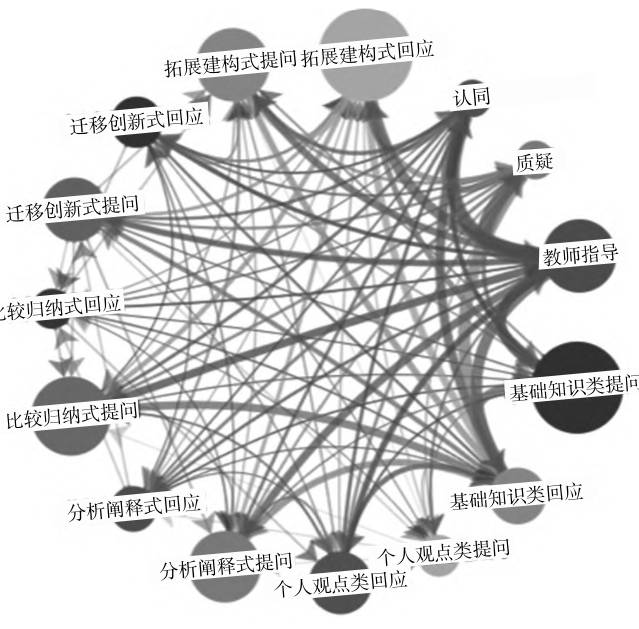 拓展建构式提问
拓展建构式回应
认同
迁移创新式回应
质疑
迁移创新式提问
教师指导
比较归纳式回应
基础知识类提问
比较归纳式提问
基础知识类回应
分析阐释式回应
个人观点类提问
分析阐释式提问
个人观点类回应